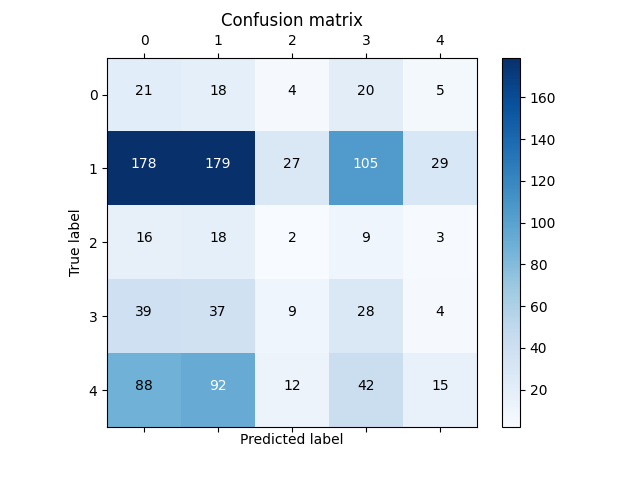 Confusion matrix
0 1 2 3 4
0 21 18 4 20 5
1 178 179 27 105 29
2 16 18 2 9 3
3 39 37 9 28 4
4 88 92 12 42 15
True label
Predicted label
160
140
120
100
80
60
40
20